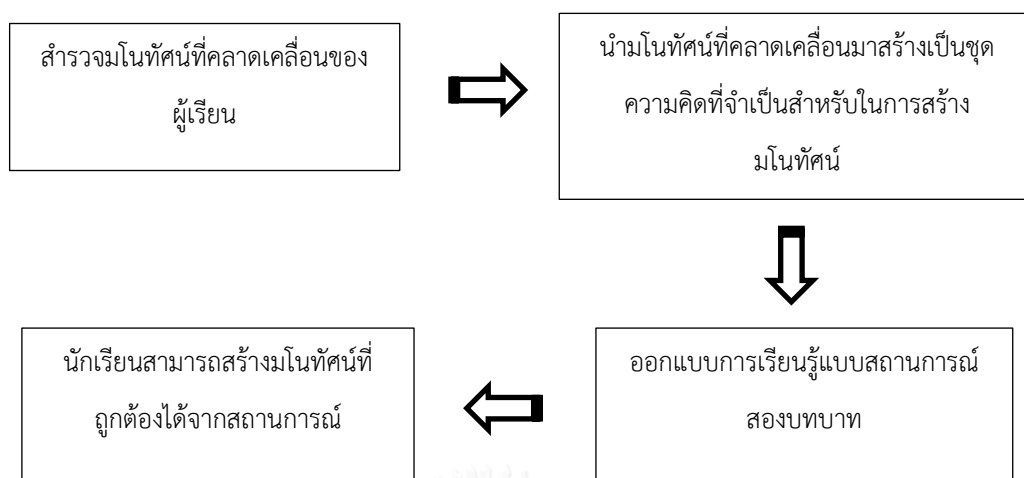 สำรวจมโนทัศน์ที่คลาดเคลื่อนของ
ผู้เรียน
นำมโนทัศน์ที่คลาดเคลื่อนมาสร้างเป็นชุด
ความคิดที่จำเป็นสำหรับในการสร้าง
มโนทัศน์
ออกแบบการเรียนรู้แบบสถานการณ์
สองบทบาท
นักเรียนสามารถสร้างมโนทัศน์ที่
ถูกต้องได้จากสถานการณ์